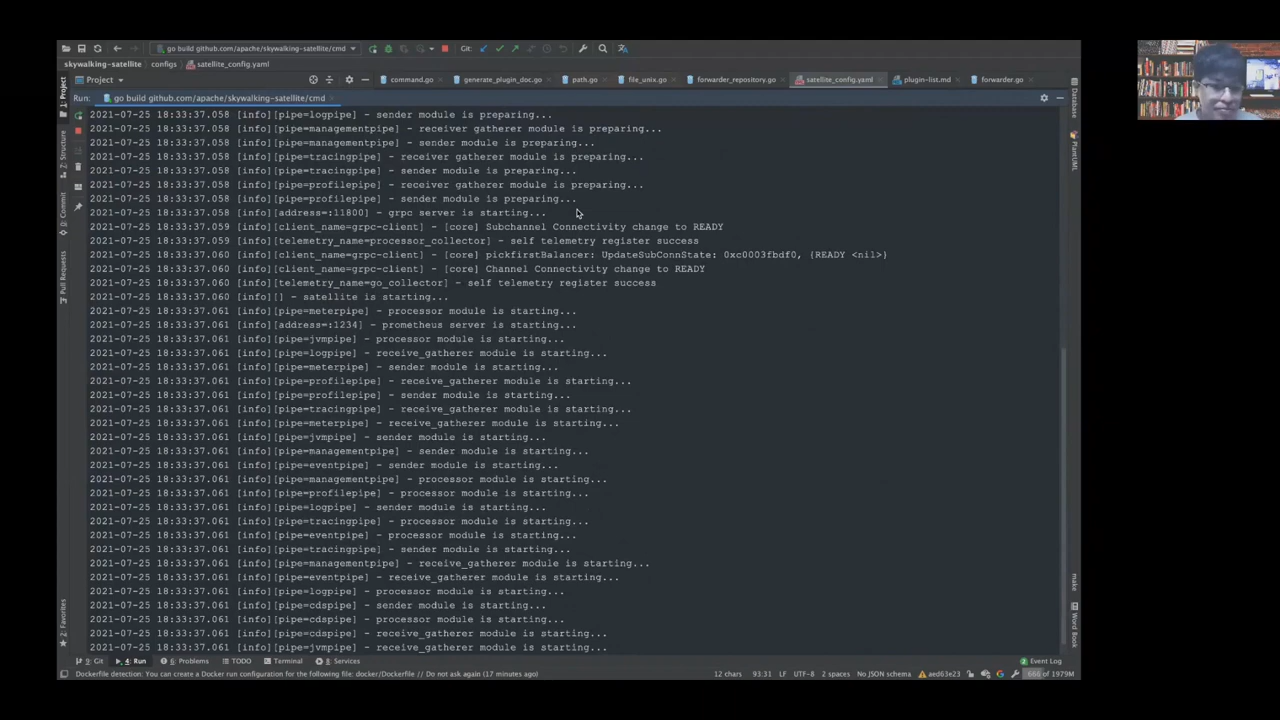 go build github.com/apache/skywalking-satellite/cmd
Git:
skywalking-satellite
configs
satellite_config.yaml
Project
command.go
generate_plugin_doc.go
path.go
file_unix.go
forwarder_repository.go
satellite_config.yaml
plugin-list.md
forwarder.go
Run:
go build github.com/apache/skywalking-satellite/cmd
2021-07-25 18:33:37.058 [info][pipe=logpipe] - sender module is preparing...
2021-07-25 18:33:37.058 [info][pipe=managementpipe] - receiver gatherer module is preparing...
2021-07-25 18:33:37.058 [info][pipe=managementpipe] - sender module is preparing...
2021-07-25 18:33:37.058 [info][pipe=tracingpipe] - receiver gatherer module is preparing...
2021-07-25 18:33:37.058 [info][pipe=tracingpipe] - sender module is preparing...
2021-07-25 18:33:37.058 [info][pipe=profilepipe] - receiver gatherer module is preparing...
2021-07-25 18:33:37.058 [info][pipe=profilepipe] - sender module is preparing...
2021-07-25 18:33:37.058 [info][address=:11800] - grpc server is starting...
2021-07-25 18:33:37.059 [info][client_name=grpc-client] - [core] Subchannel Connectivity change to READY
2021-07-25 18:33:37.060 [info][telemetry_name=processor_collector] - self telemetry register success
2021-07-25 18:33:37.060 [info][client_name=grpc-client] - [core] pickfirstBalancer: UpdateSubConnState: 0xc0003fbdf0, {READY <nil>}
2021-07-25 18:33:37.060 [info][client_name=grpc-client] - [core] Channel Connectivity change to READY
2021-07-25 18:33:37.060 [info][telemetry_name=go_collector] - self telemetry register success
2021-07-25 18:33:37.060 [info][] - satellite is starting...
2021-07-25 18:33:37.061 [info][pipe=meterpipe] - processor module is starting...
2021-07-25 18:33:37.061 [info][address=:1234] - prometheus server is starting...
2021-07-25 18:33:37.061 [info][pipe=jvmpipe] - processor module is starting...
2021-07-25 18:33:37.061 [info][pipe=logpipe] - receive_gatherer module is starting...
2021-07-25 18:33:37.061 [info][pipe=meterpipe] - sender module is starting...
2021-07-25 18:33:37.061 [info][pipe=profilepipe] - receive_gatherer module is starting...
2021-07-25 18:33:37.061 [info][pipe=profilepipe] - sender module is starting...
2021-07-25 18:33:37.061 [info][pipe=tracingpipe] - receive_gatherer module is starting...
2021-07-25 18:33:37.061 [info][pipe=meterpipe] - receive_gatherer module is starting...
2021-07-25 18:33:37.061 [info][pipe=jvmpipe] - sender module is starting...
2021-07-25 18:33:37.061 [info][pipe=managementpipe] - sender module is starting...
2021-07-25 18:33:37.061 [info][pipe=eventpipe] - sender module is starting...
2021-07-25 18:33:37.061 [info][pipe=managementpipe] - processor module is starting...
2021-07-25 18:33:37.061 [info][pipe=profilepipe] - processor module is starting...
2021-07-25 18:33:37.061 [info][pipe=logpipe] - sender module is starting...
2021-07-25 18:33:37.061 [info][pipe=tracingpipe] - processor module is starting...
2021-07-25 18:33:37.061 [info][pipe=eventpipe] - processor module is starting...
2021-07-25 18:33:37.061 [info][pipe=tracingpipe] - sender module is starting...
2021-07-25 18:33:37.061 [info][pipe=managementpipe] - receive_gatherer module is starting...
2021-07-25 18:33:37.061 [info][pipe=eventpipe] - receive_gatherer module is starting...
2021-07-25 18:33:37.061 [info][pipe=logpipe] - processor module is starting...
2021-07-25 18:33:37.061 [info][pipe=cdspipe] - sender module is starting...
2021-07-25 18:33:37.061 [info][pipe=cdspipe] - processor module is starting...
2021-07-25 18:33:37.061 [info][pipe=cdspipe] - receive_gatherer module is starting...
2021-07-25 18:33:37.061 [info][pipe=jvmpipe] - receive_gatherer module is starting...
Project
Z: Structure
Commit
Pull Requests
2: Favorites
Database
PlantUML
make
Word Book
9: Git
4: Run
6: Problems
TODO
Terminal
8: Services
2 Event Log
Dockerfile detection: You can create a Docker run configuration for the following file: docker/Dockerfile // Do not ask again (17 minutes ago)
12 chars
93:31
LF
UTF-8
2 spaces
No JSON schema
aed63e23
666 of 1979M